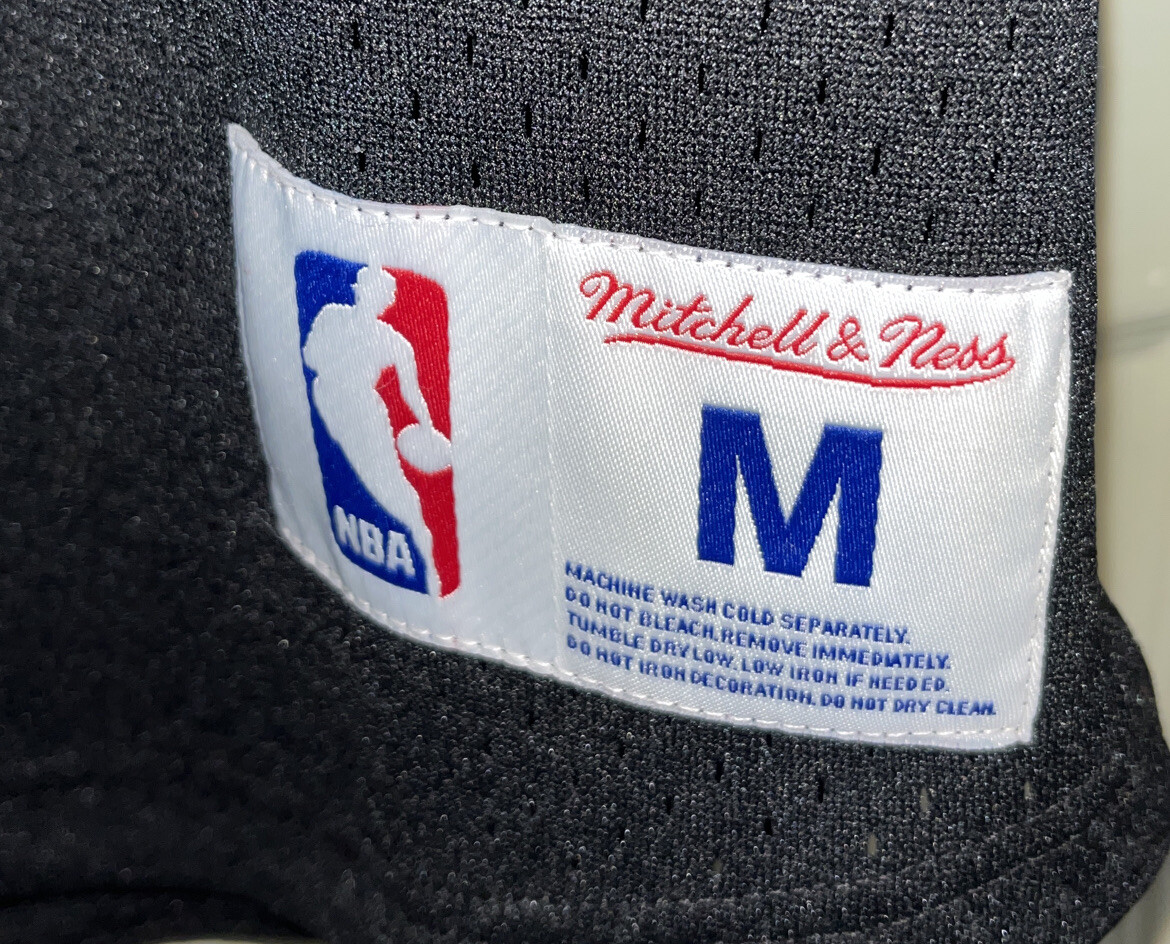 NBA
Mitchell & Ness
M
MACHINE WASH COLD SEPARATELY.
DO NOT BLEACH. REMOVE IMMEDIATELY.
TUMBLE DRY LOW. LOW IRON IF NEEDED.
DO NOT IRON DECORATION. DO NOT DRY CLEAN.